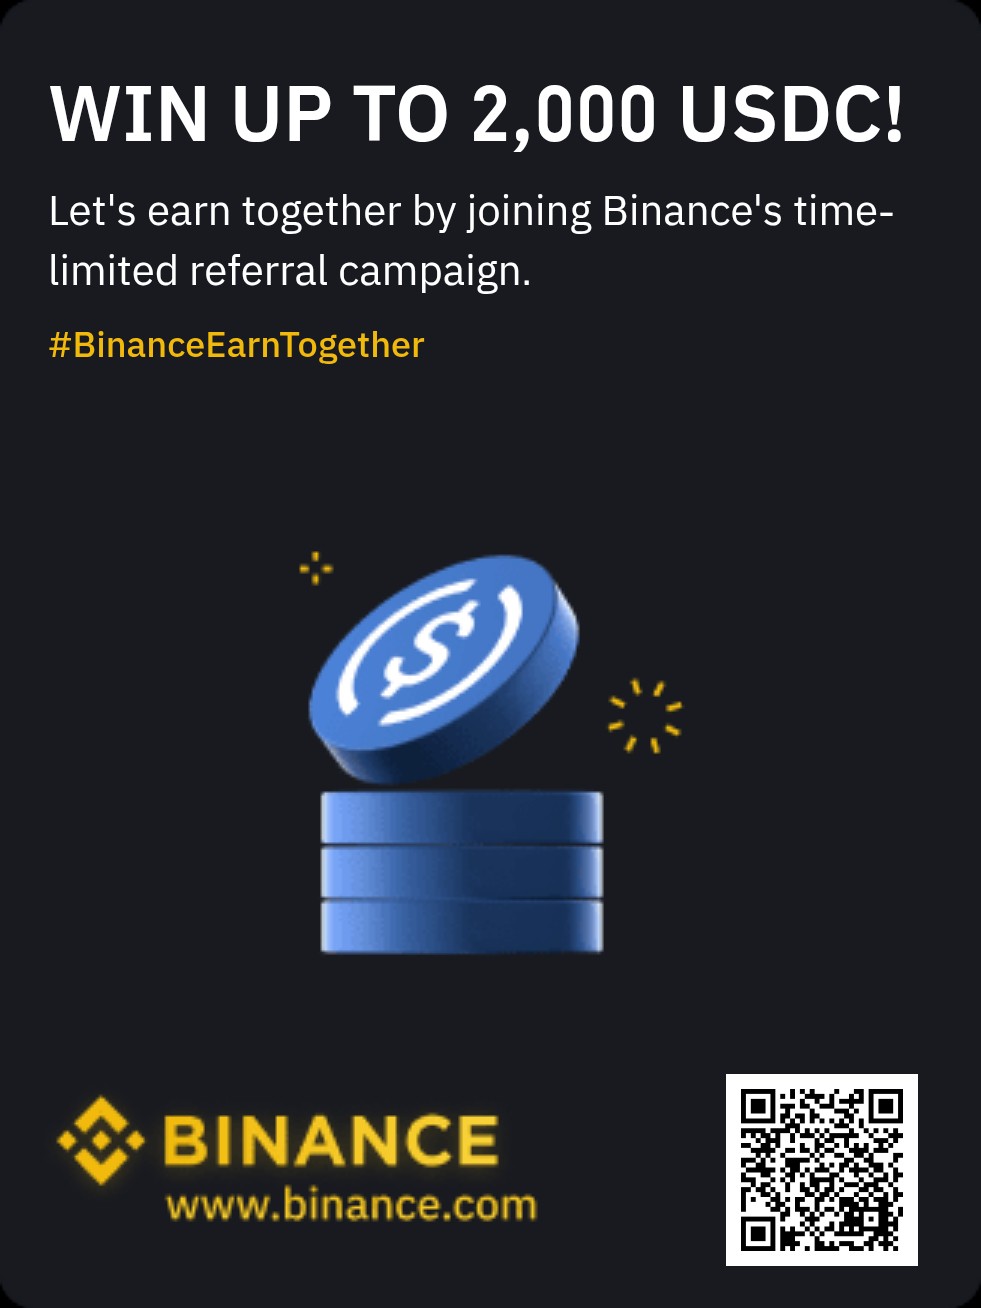 WIN UP TO 2,000 USDC!
Let's earn together by joining Binance's time-
limited referral campaign.
#BinanceEarnTogether
BINANCE
www.binance.com